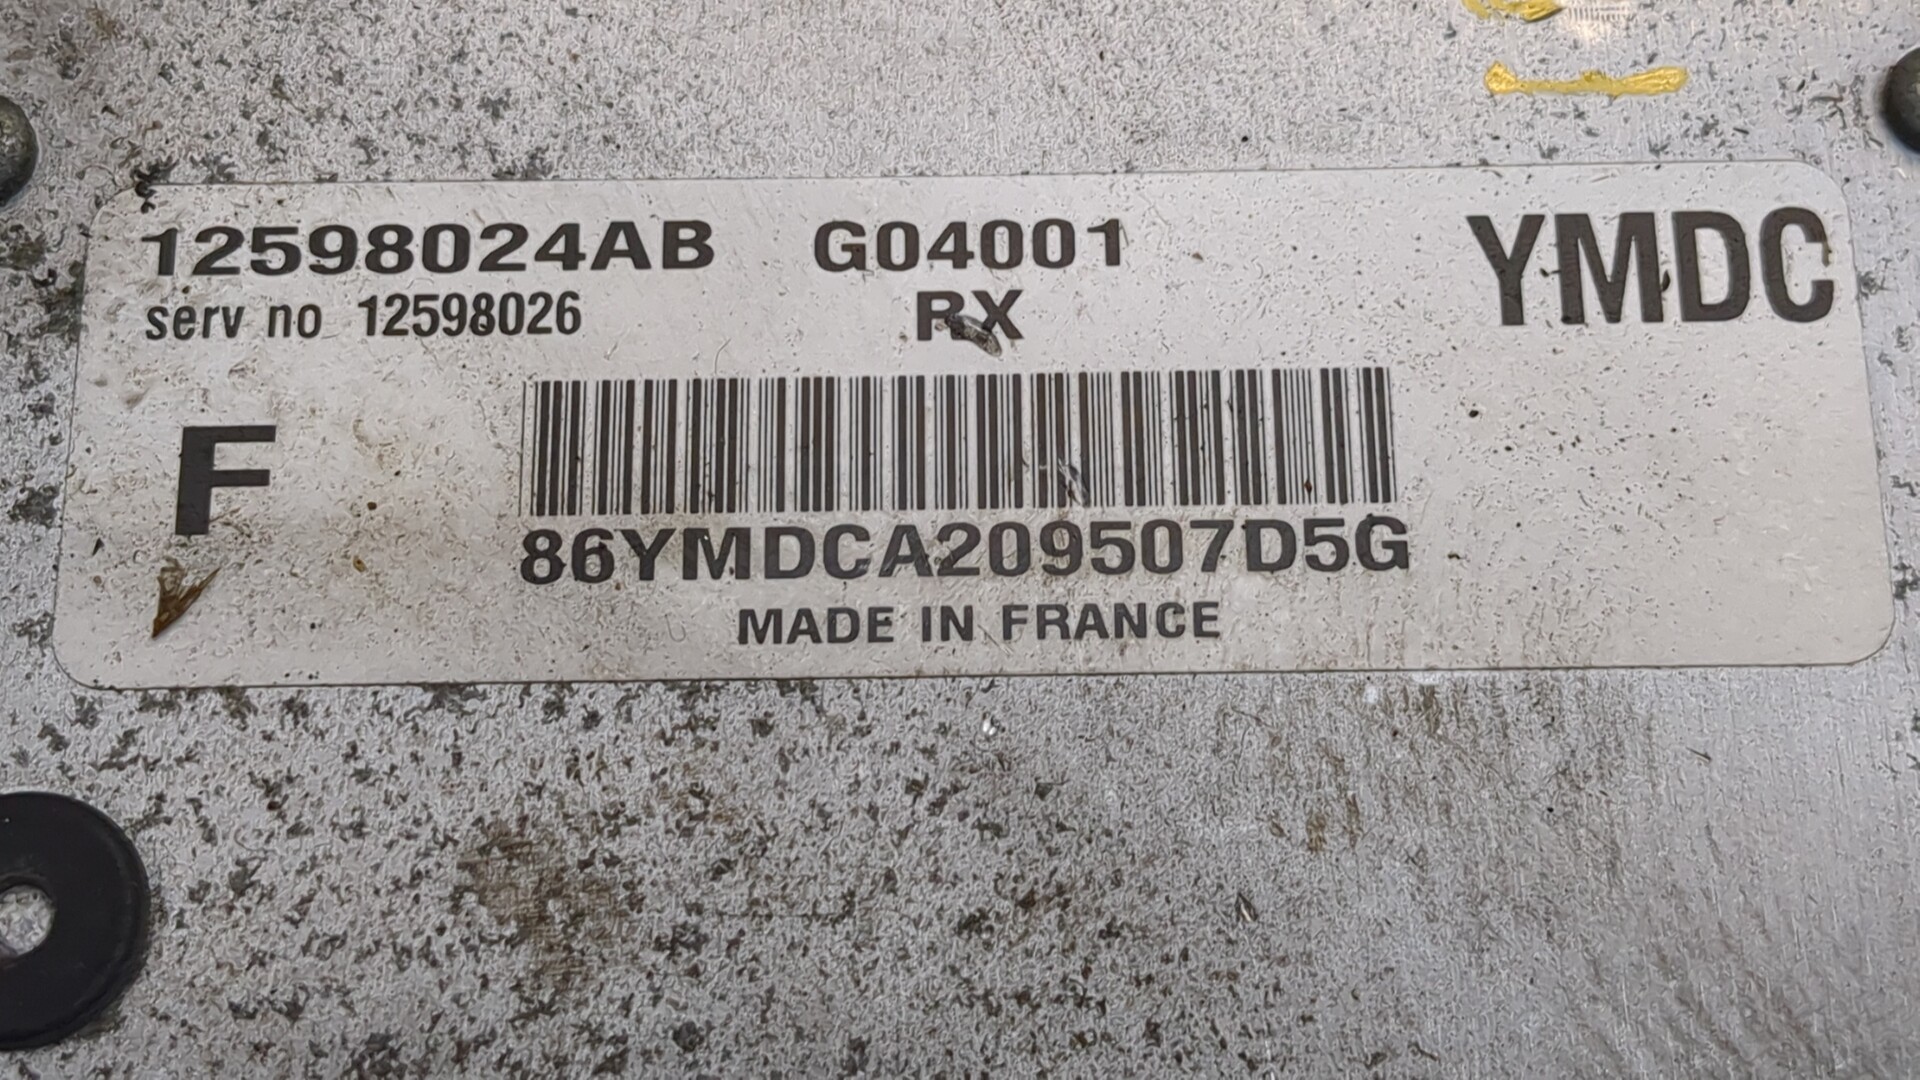 12598024AB G04001 YMDC
serv no 12598026 RX
F
86YMDCA209507D5G
MADE IN FRANCE